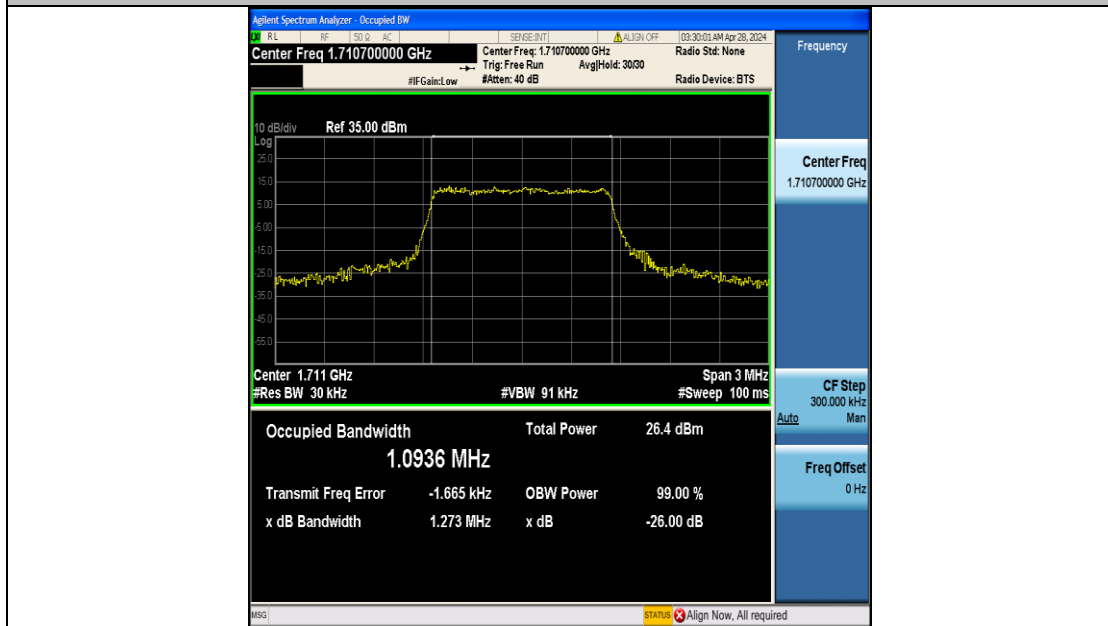 Agilent Spectrum Analyzer - Occupied BW
LXI RL RF 50 Ω AC SENSE:INT ALIGN OFF 03:30:01 AM Apr 28, 2024
Center Freq 1.710700000 GHz
Center Freq: 1.710700000 GHz
Radio Std: None
Trig: Free Run Avg|Hold: 30/30
#IFGain:Low
#Atten: 40 dB
Radio Device: BTS
10 dB/div Ref 35.00 dBm
Log
25.0
15.0
5.00
-5.00
-15.0
-25.0
-35.0
-45.0
-55.0
Center 1.711 GHz
Span 3 MHz
#Res BW 30 kHz
#VBW 91 kHz
#Sweep 100 ms
Occupied Bandwidth
1.0936 MHz
Total Power 26.4 dBm
Transmit Freq Error -1.665 kHz
OBW Power 99.00 %
x dB Bandwidth 1.273 MHz
x dB -26.00 dB
Frequency
Center Freq
1.710700000 GHz
CF Step
300.000 kHz
Auto Man
Freq Offset
0 Hz
MSG
STATUS Align Now, All required